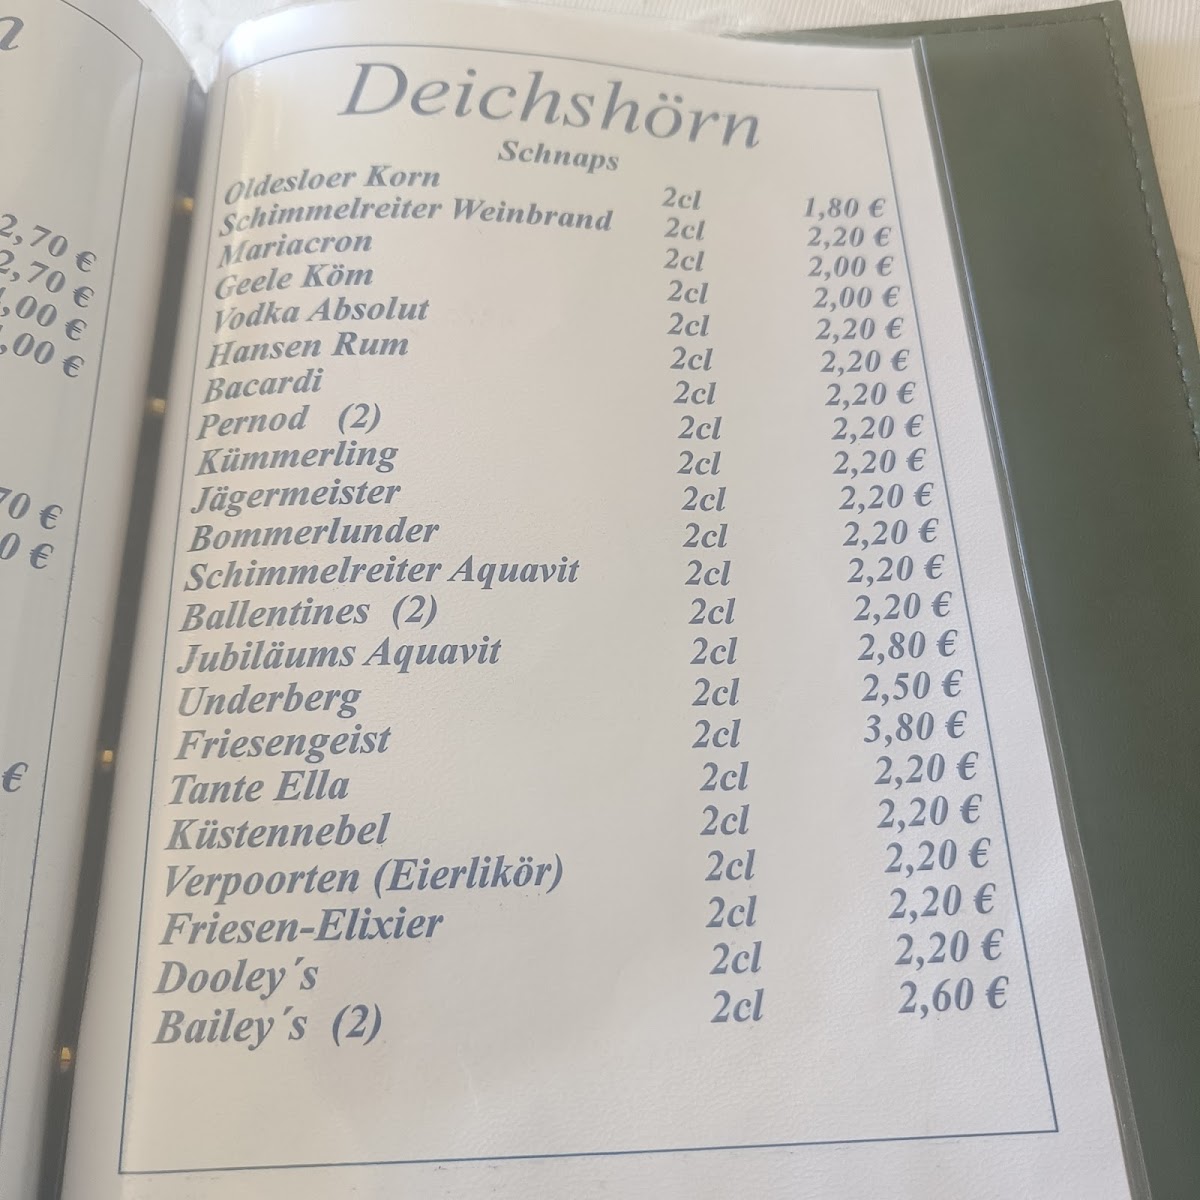 2,70 €
2,70 €
,00 €
,00 €
70 €
0 €
€
Deichshörn
Schnaps
Oldesloer Korn 2cl 1,80 €
Schimmelreiter Weinbrand 2cl 2,20 €
Mariacron 2cl 2,00 €
Geele Köm 2cl 2,00 €
Vodka Absolut 2cl 2,20 €
Hansen Rum 2cl 2,20 €
Bacardi 2cl 2,20 €
Pernod (2) 2cl 2,20 €
Kümmerling 2cl 2,20 €
Jägermeister 2cl 2,20 €
Bommerlunder 2cl 2,20 €
Schimmelreiter Aquavit 2cl 2,20 €
Ballentines (2) 2cl 2,20 €
Jubiläums Aquavit 2cl 2,80 €
Underberg 2cl 2,50 €
Friesengeist 2cl 3,80 €
Tante Ella 2cl 2,20 €
Küstennebel 2cl 2,20 €
Verpoorten (Eierlikör) 2cl 2,20 €
Friesen-Elixier 2cl 2,20 €
Dooley´s 2cl 2,20 €
Bailey´s (2) 2cl 2,60 €